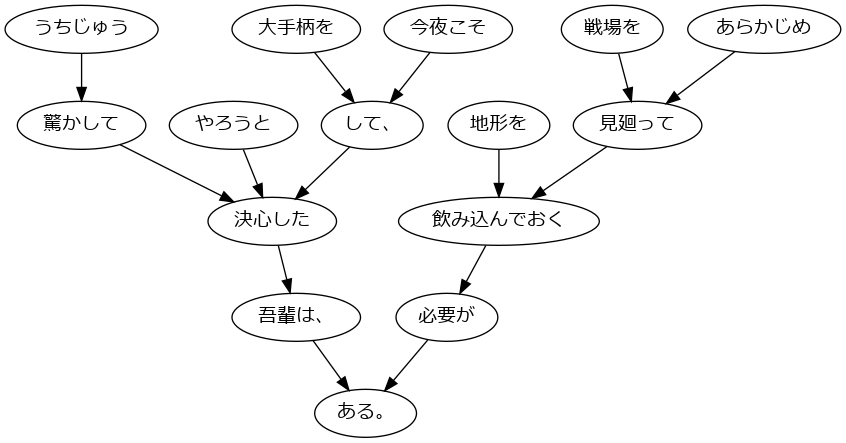 うちじゅう
大手柄を
今夜こそ
戦場を
あらかじめ
驚かして
やろうと
して、
地形を
見廻って
決心した
飲み込んでおく
吾輩は、
必要が
ある。